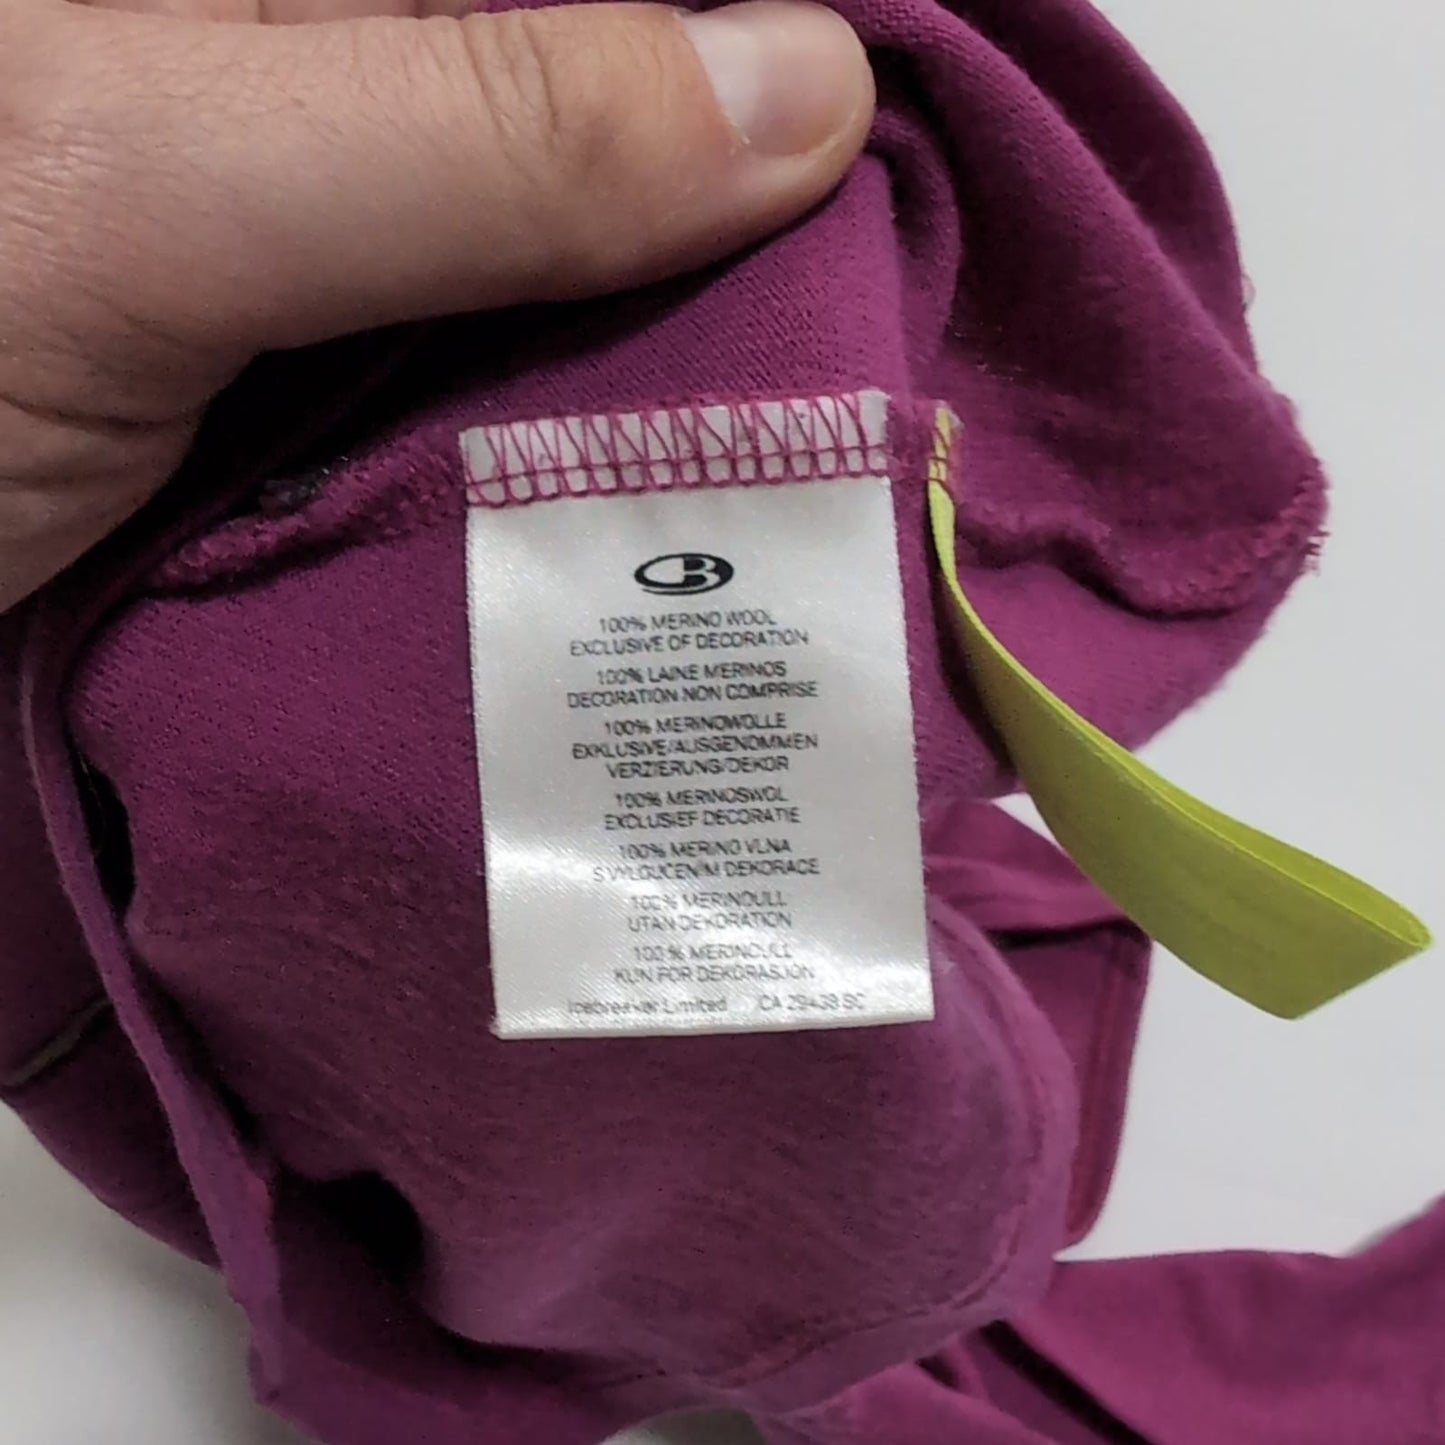 100% MERINO WOOL
EXCLUSIVE OF DECORATION
100% LAINE MERINOS
DECORATION NON COMPRISE
100% MERINOWOLLE
EXKLUSIVE/AUSGENOMMEN
VERZIERUNG/DEKOR
100% MERINOSWOL
EXCLUSIEF DECORATIE
100% MERINO VLNA
S VYLOUCENIM DEKORACE
100% MERINOULL
UTAN DEKORATION
100% MERINOULL
KUN FOR DEKORASJON
Icebreaker Limited CA 29438 SC